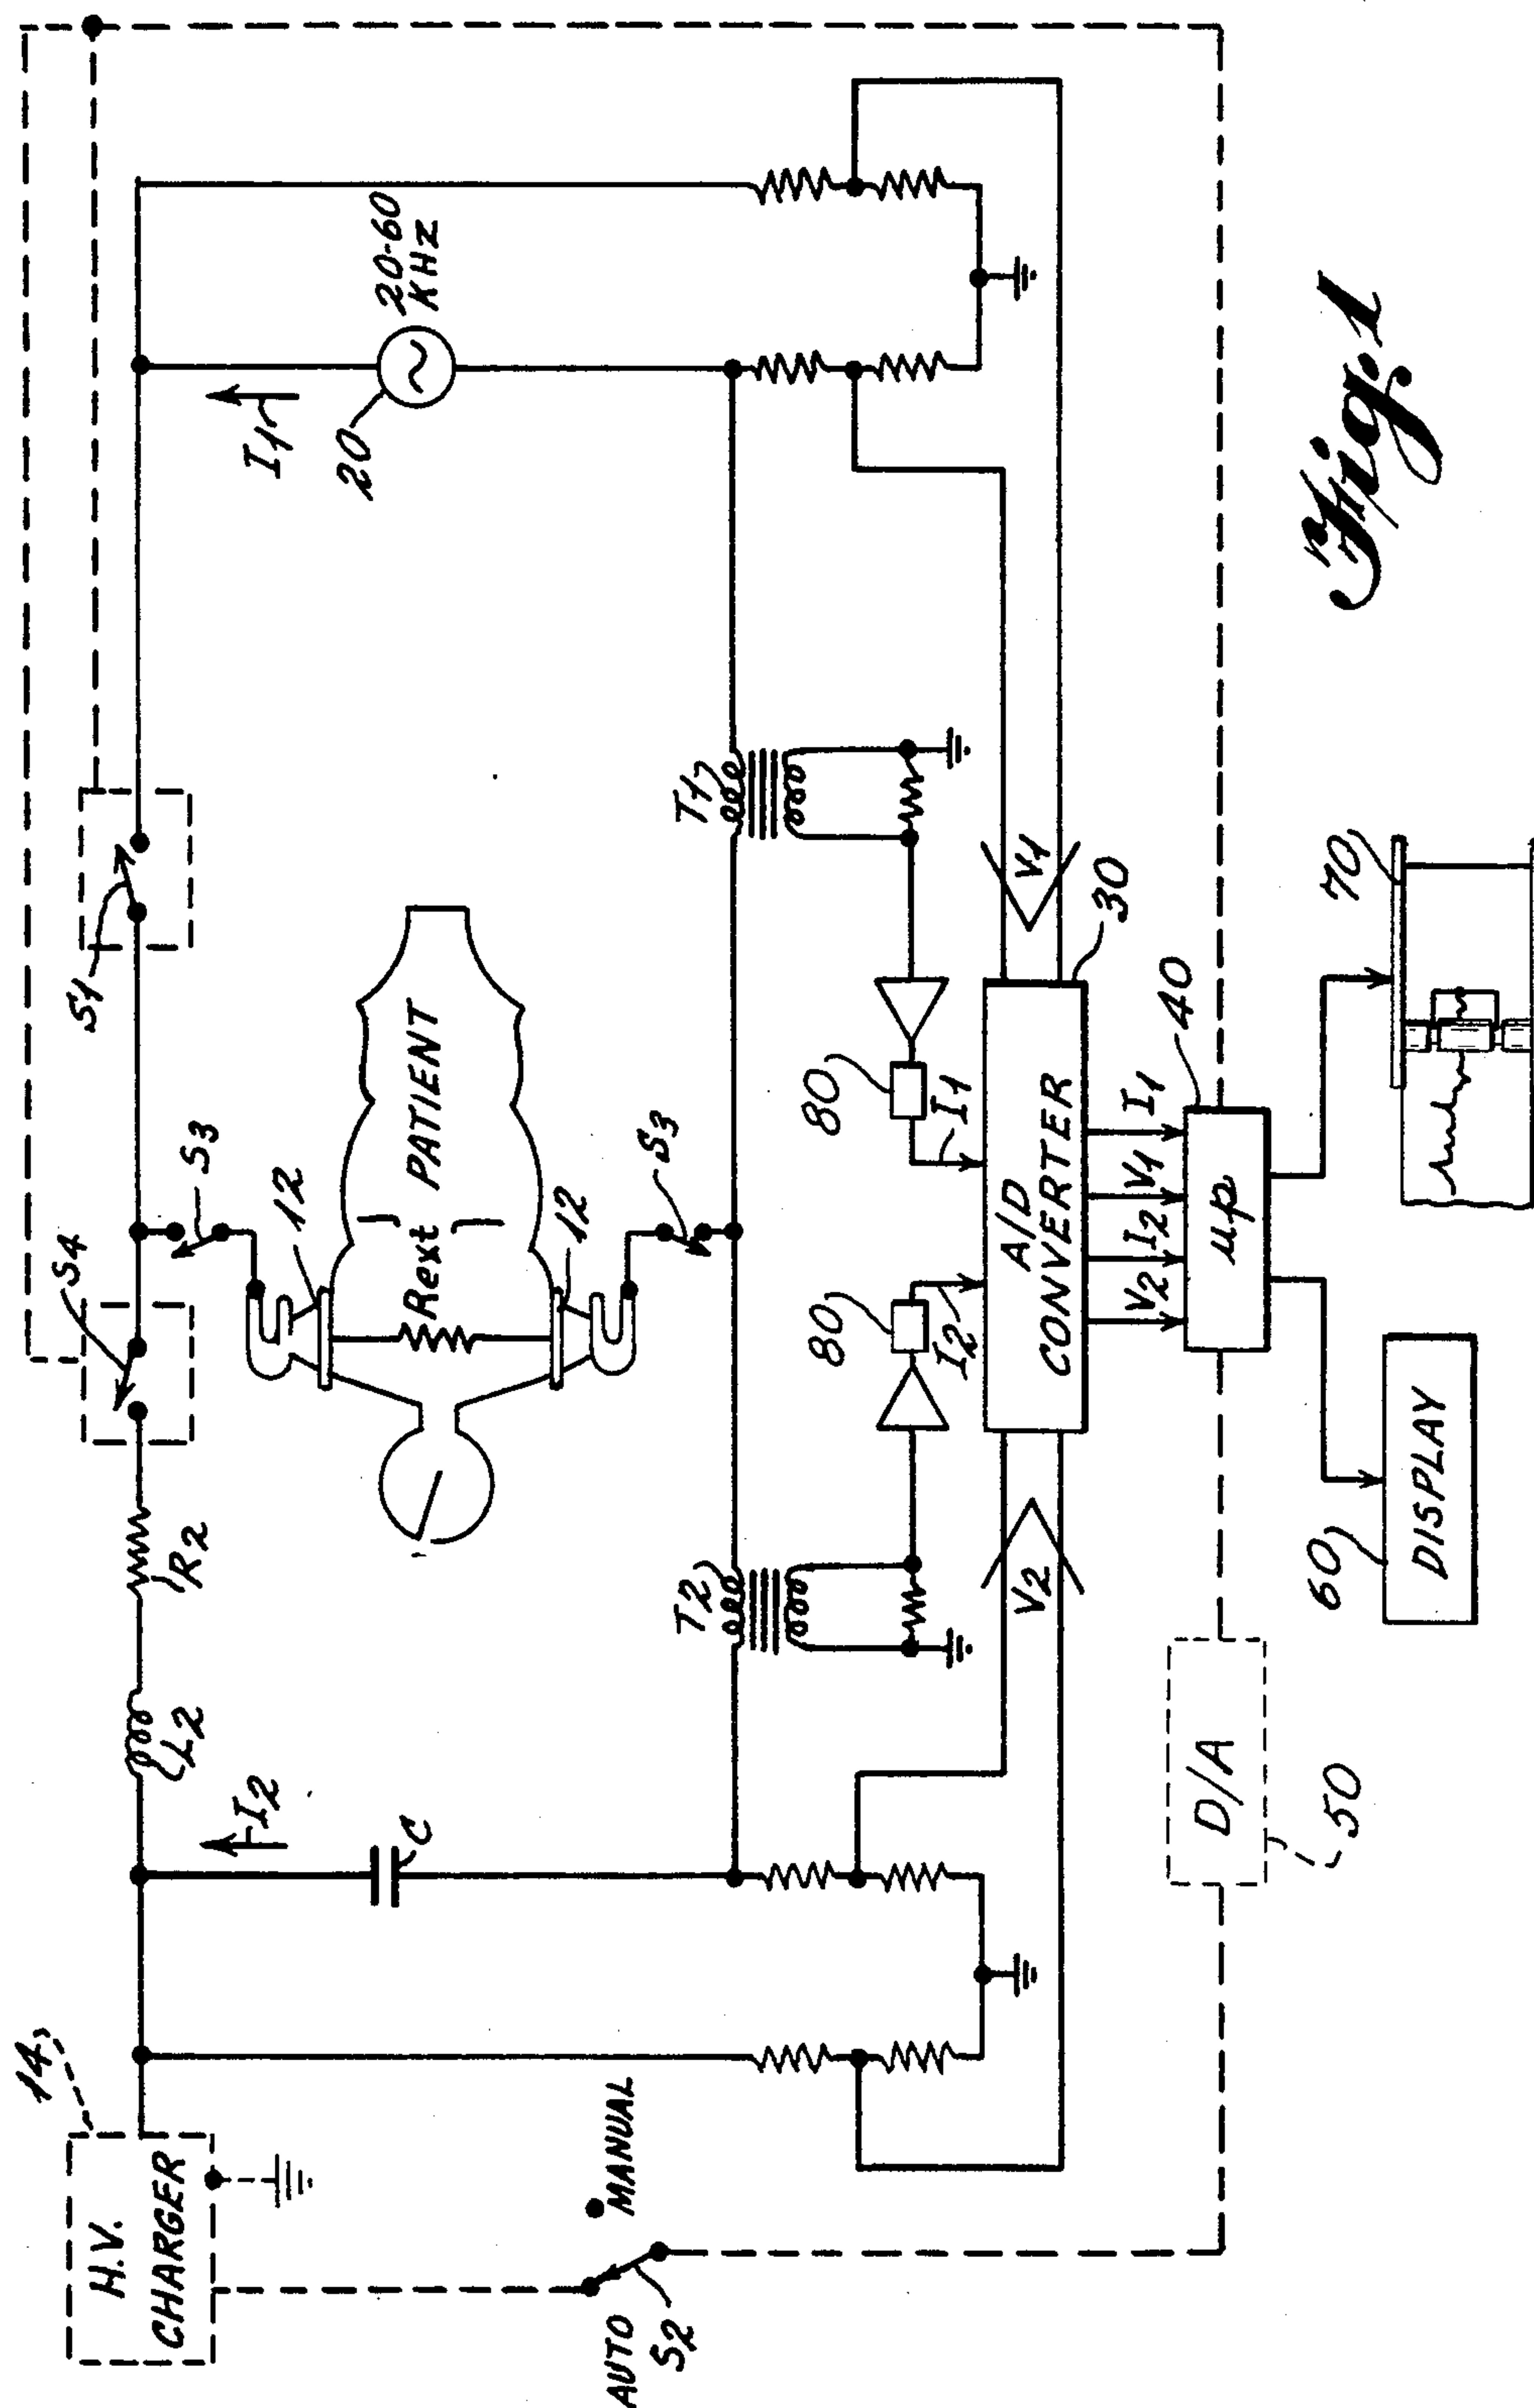 H.V.
CHARGER
14
AUTO
S2
MANUAL
I2
C
L2
R2
S4
S3
12
Rext
PATIENT
12
S3
S1
I1
20
20-60
KHz
T2
T1
80
I2
80
I1
V2
A/D
CONVERTER
V1
30
V2
I2
V1
I1
D/A
50
μp
40
60
DISPLAY
70
Fig. 1